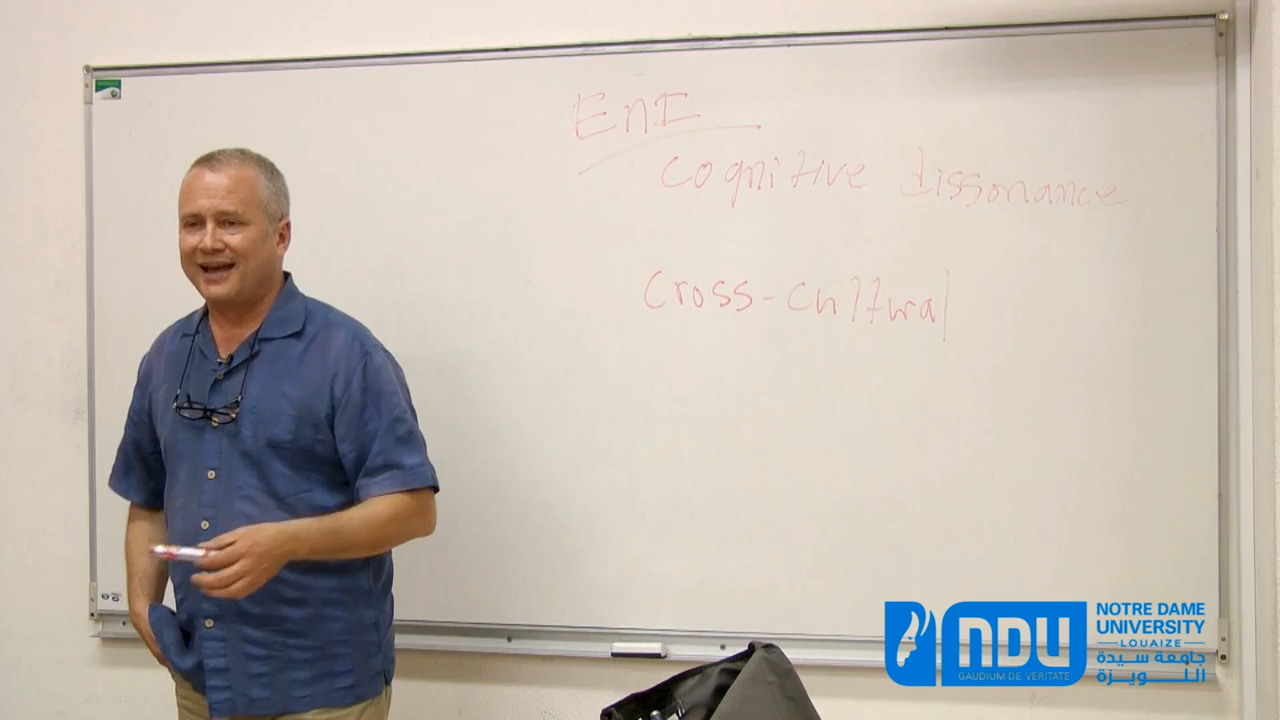 EnI
Cognitive dissonance
Cross-cultural
NDU
GAUDIUM DE VERITATE
NOTRE DAME
UNIVERSITY
LOUAIZE
جامعة سيدة
اللويزة